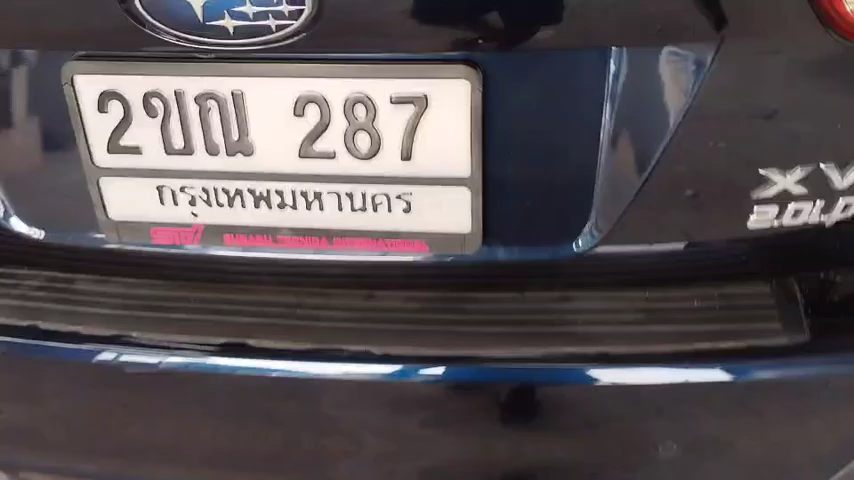 2ขณ 287
กรุงเทพมหานคร
STI SUBARU TECNICA INTERNATIONAL
XV
2.0i-P